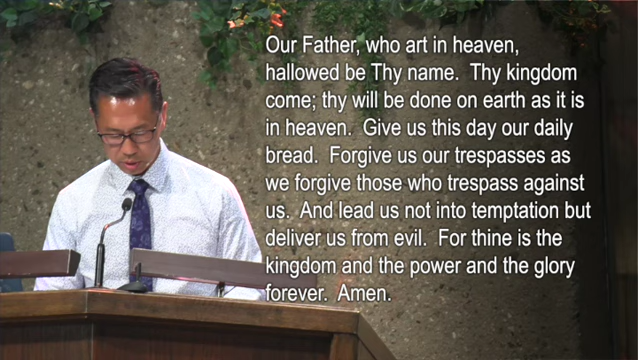 Our Father, who art in heaven,
hallowed be Thy name.  Thy kingdom
come; thy will be done on earth as it is
in heaven.  Give us this day our daily
bread.  Forgive us our trespasses as
we forgive those who trespass against
us.  And lead us not into temptation but
deliver us from evil.  For thine is the
kingdom and the power and the glory
forever.  Amen.